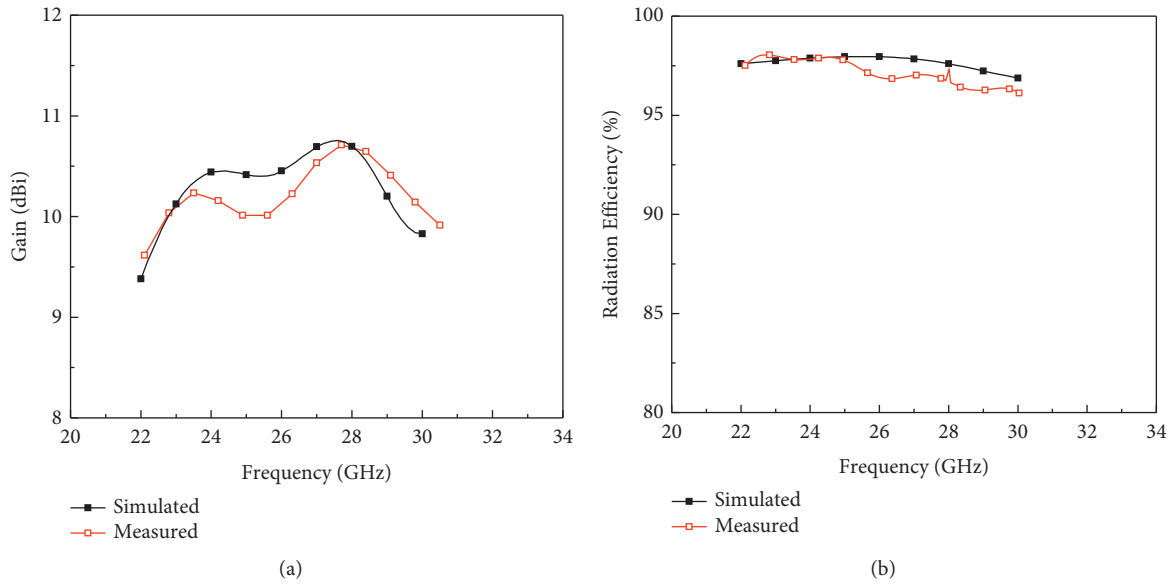 12
11
10
9
8
Gain (dBi)
20 22 24 26 28 30 32 34
Frequency (GHz)
Simulated
Measured
(a)
100
95
90
85
80
Radiation Efficiency (%)
20 22 24 26 28 30 32 34
Frequency (GHz)
Simulated
Measured
(b)